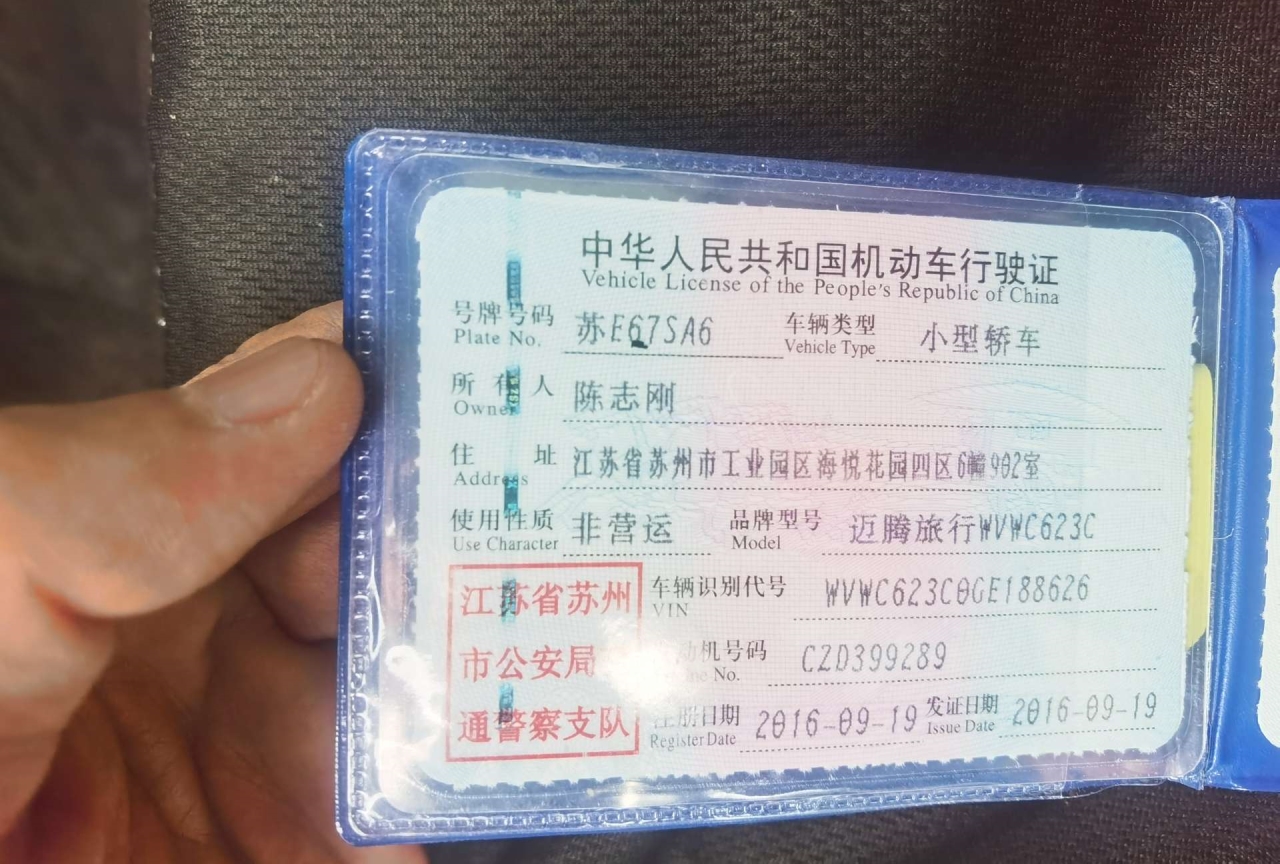 中华人民共和国机动车行驶证
Vehicle License of the People's Republic of China
号牌号码 苏E67SA6 车辆类型 小型轿车
Plate No. Vehicle Type
所有人 陈志刚
Owner
住址 江苏省苏州市工业园区海悦花园四区6幢902室
Address
使用性质 非营运 品牌型号 迈腾旅行WVWC623C
Use Character Model
江苏省苏州 车辆识别代号 WVWC623C0GE188626
VIN
市公安局 动机号码 CZD399289
No.
通警察支队 注册日期 2016-09-19 发证日期 2016-09-19
Register Date Issue Date